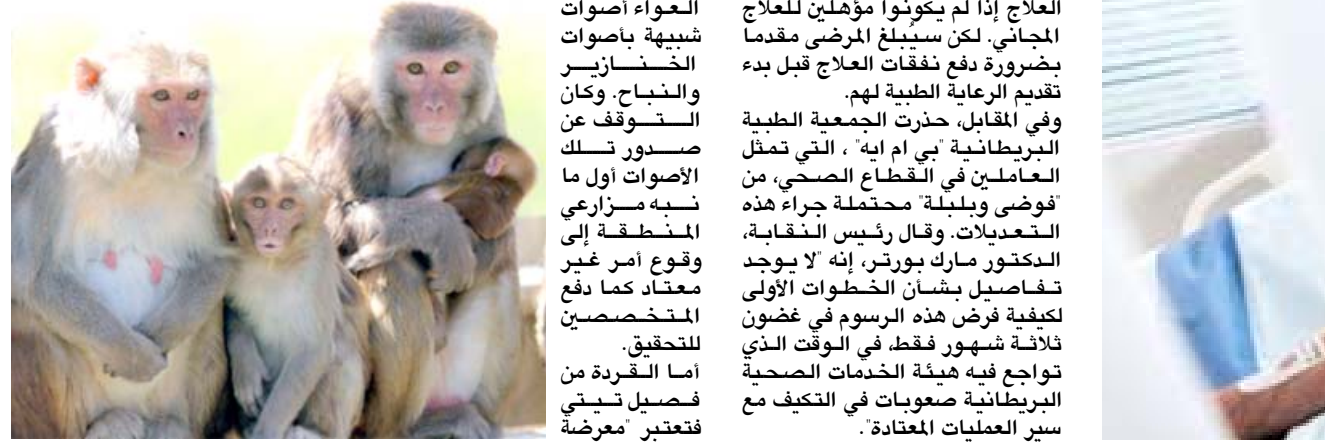 العلاج إذا لم يكونوا مؤهلين للعلاج
المجاني. لكن سيُبلغ المرضى مقدما
بضرورة دفع نفقات العلاج قبل بدء
تقديم الرعاية الطبية لهم.
وفي المقابل، حذرت الجمعية الطبية
البريطانية "بي ام ايه" ، التي تمثل
العاملين في القطاع الصحي، من
"فوضى وبلبلة" محتملة جراء هذه
التعديلات. وقال رئيس النقابة،
الدكتور مارك بورتر، إنه "لا يوجد
تفاصيل بشأن الخطوات الأولى
لكيفية فرض هذه الرسوم في غضون
ثلاثة شهور فقط، في الوقت الذي
تواجع فيه هيئة الخدمات الصحية
البريطانية صعوبات في التكيف مع
سير العمليات المعتادة".
العواء أصوات
شبيهة بأصوات
الخنازير
والنباح. وكان
التوقف عن
صدور تلك
الأصوات أول ما
نبه مزارعي
المنطقة إلى
وقوع أمر غير
معتاد كما دفع
المتخصصين
للتحقيق.
أما القردة من
فصيل تيتي
فتعتبر "معرضة